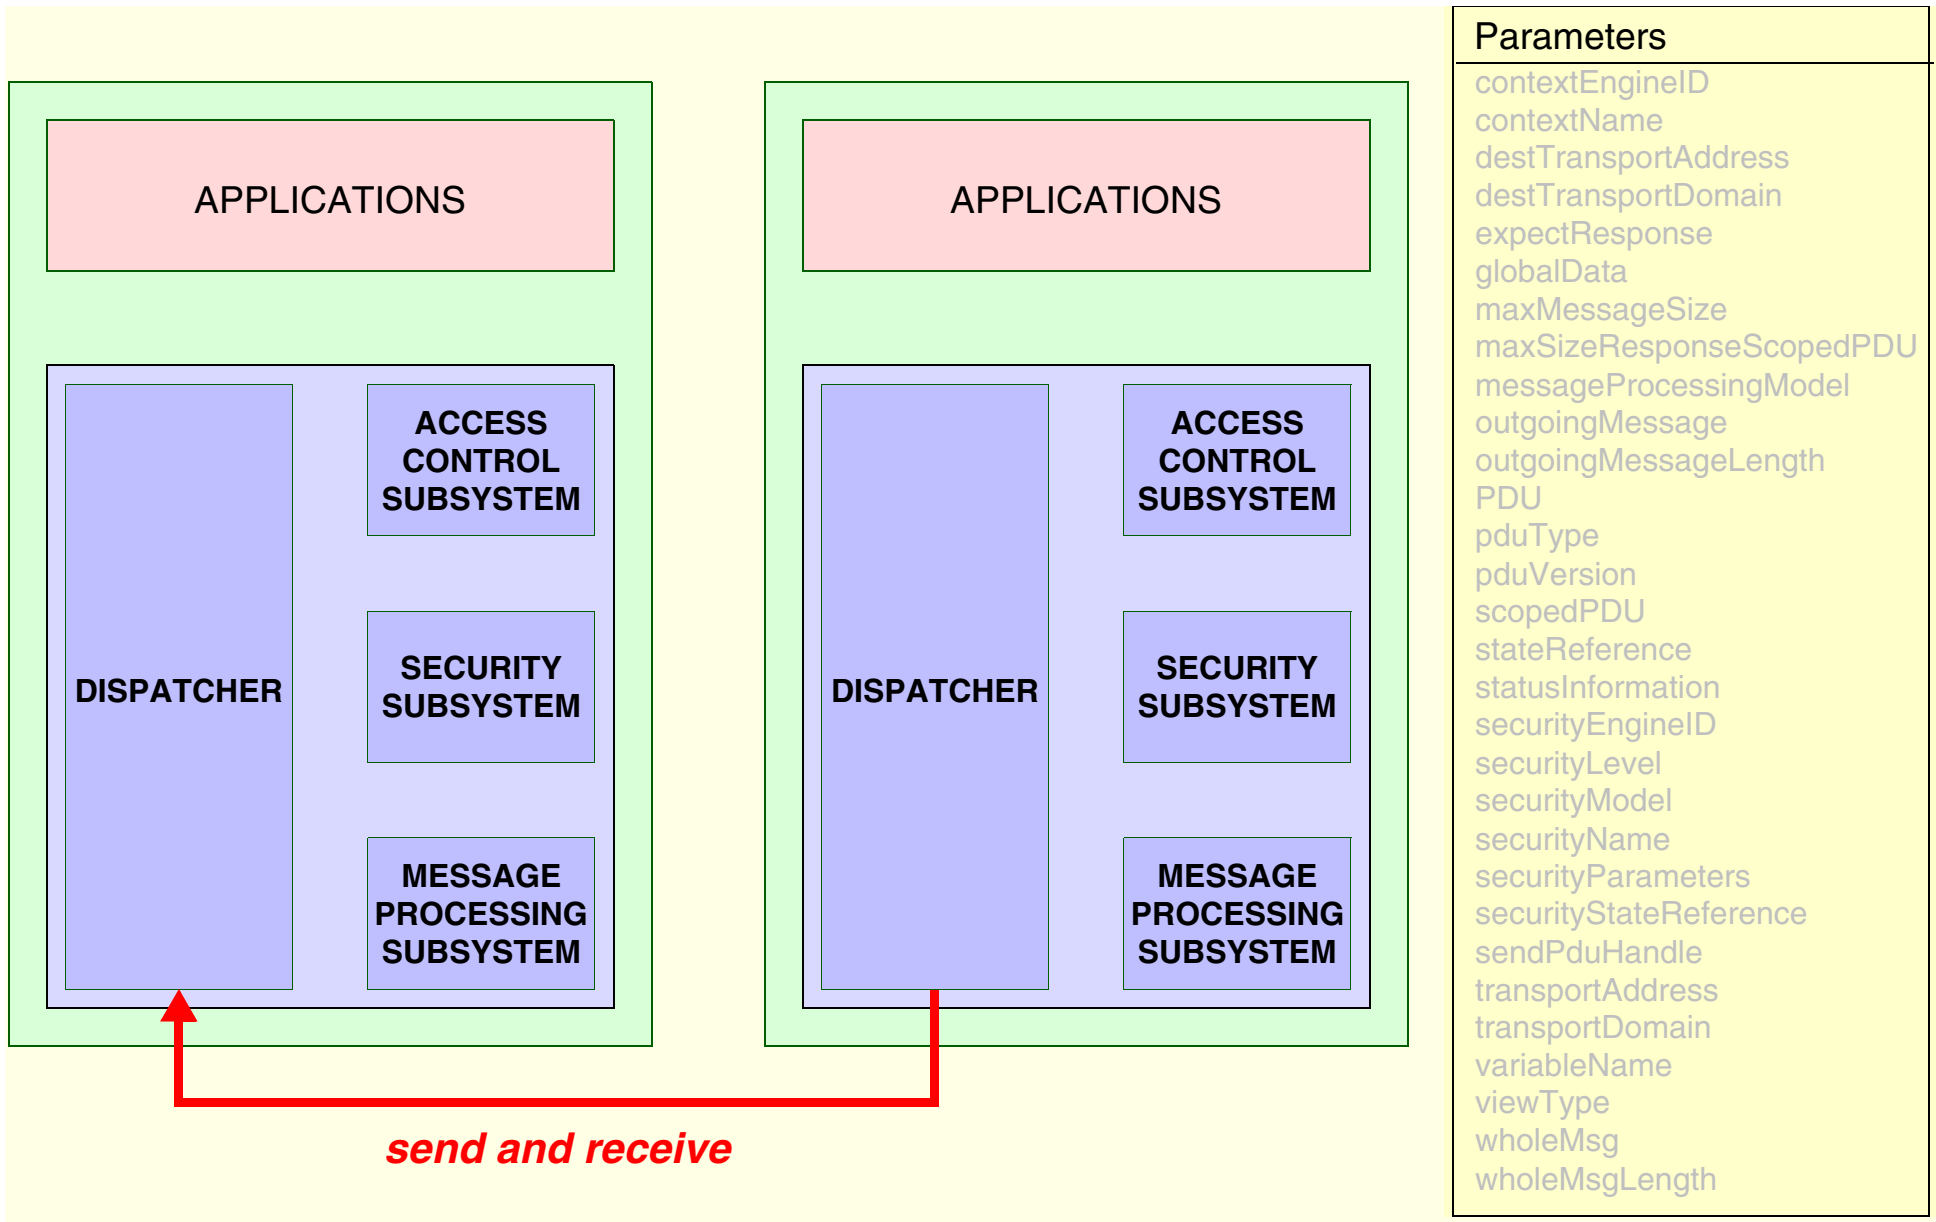 APPLICATIONS
DISPATCHER
ACCESS
CONTROL
SUBSYSTEM
SECURITY
SUBSYSTEM
MESSAGE
PROCESSING
SUBSYSTEM
APPLICATIONS
DISPATCHER
ACCESS
CONTROL
SUBSYSTEM
SECURITY
SUBSYSTEM
MESSAGE
PROCESSING
SUBSYSTEM
send and receive
Parameters
contextEngineID
contextName
destTransportAddress
destTransportDomain
expectResponse
globalData
maxMessageSize
maxSizeResponseScopedPDU
messageProcessingModel
outgoingMessage
outgoingMessageLength
PDU
pduType
pduVersion
scopedPDU
stateReference
statusInformation
securityEngineID
securityLevel
securityModel
securityName
securityParameters
securityStateReference
sendPduHandle
transportAddress
transportDomain
variableName
viewType
wholeMsg
wholeMsgLength